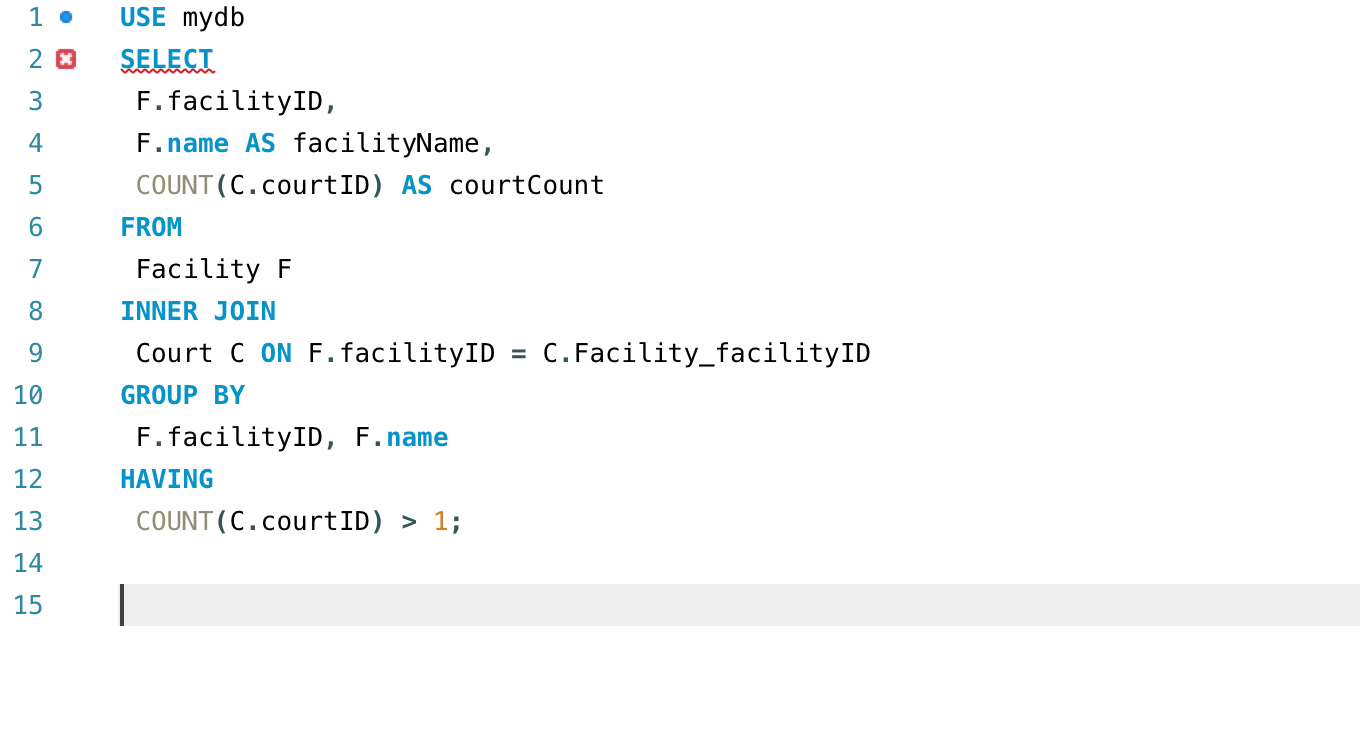 1 USE mydb
2 SELECT
3 F.facilityID,
4 F.name AS facilityName,
5 COUNT(C.courtID) AS courtCount
6 FROM
7 Facility F
8 INNER JOIN
9 Court C ON F.facilityID = C.Facility_facilityID
10 GROUP BY
11 F.facilityID, F.name
12 HAVING
13 COUNT(C.courtID) > 1;
14
15